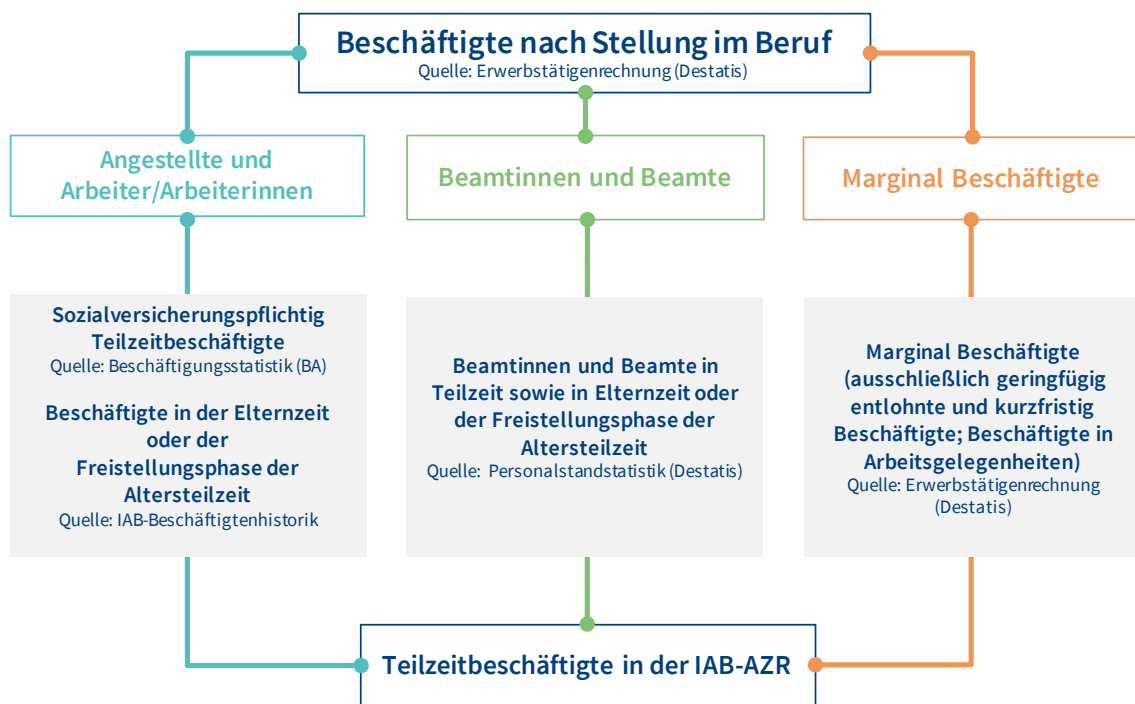 Beschäftigte nach Stellung im Beruf
Quelle: Erwerbstätigenrechnung (Destatis)
Angestellte und
Arbeiter/Arbeiterinnen
Beamtinnen und Beamte
Marginal Beschäftigte
Sozialversicherungspflichtig
Teilzeitbeschäftigte
Quelle: Beschäftigungsstatistik (BA)
Beschäftigte in der Elternzeit
oder der
Freistellungsphase der
Altersteilzeit
Quelle: IAB-Beschäftigtenhistorik
Beamtinnen und Beamte in
Teilzeit sowie in Elternzeit oder
der Freistellungsphase der
Altersteilzeit
Quelle: Personalstandstatistik (Destatis)
Marginal Beschäftigte
(ausschließlich geringfügig
entlohnte und kurzfristig
Beschäftigte; Beschäftigte in
Arbeitsgelegenheiten)
Quelle: Erwerbstätigenrechnung
(Destatis)
Teilzeitbeschäftigte in der IAB-AZR